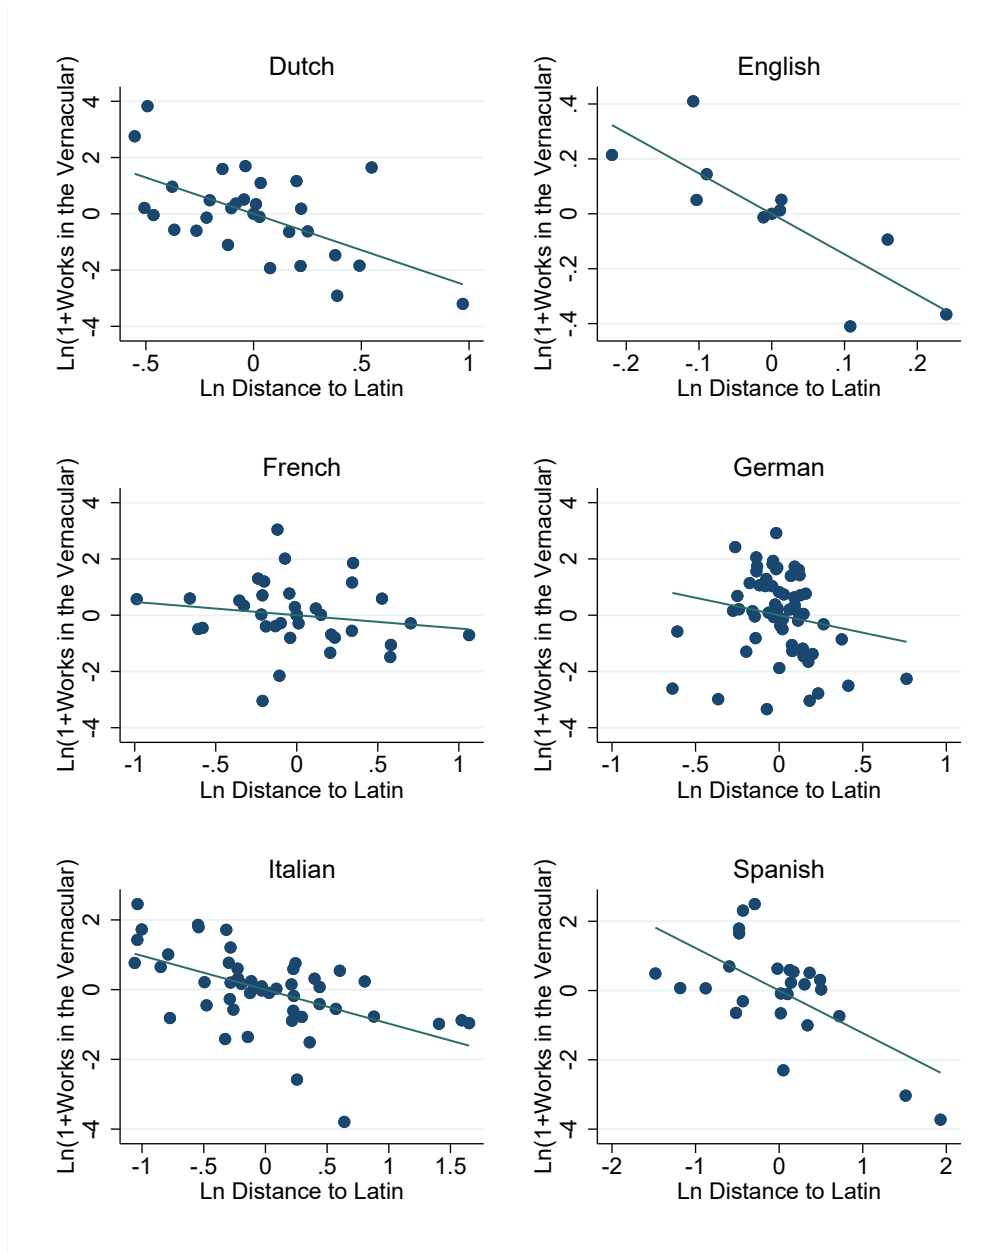 Dutch
Ln(1+Works in the Vernacular)
4
2
0
-2
-4
-.5 0 .5 1
Ln Distance to Latin
English
Ln(1+Works in the Vernacular)
.4
.2
0
-.2
-.4
-.2 -.1 0 .1 .2
Ln Distance to Latin
French
Ln(1+Works in the Vernacular)
4
2
0
-2
-4
-1 -.5 0 .5 1
Ln Distance to Latin
German
Ln(1+Works in the Vernacular)
4
2
0
-2
-4
-1 -.5 0 .5 1
Ln Distance to Latin
Italian
Ln(1+Works in the Vernacular)
2
0
-2
-4
-1 -.5 0 .5 1 1.5
Ln Distance to Latin
Spanish
Ln(1+Works in the Vernacular)
2
0
-2
-4
-2 -1 0 1 2
Ln Distance to Latin